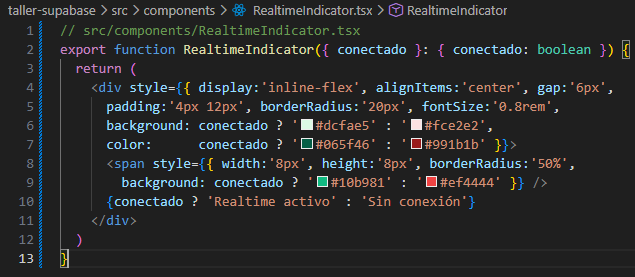 taller-supabase > src > components > RealtimeIndicator.tsx > RealtimeIndicator
1 // src/components/RealtimeIndicator.tsx
2 export function RealtimeIndicator({ conectado }: { conectado: boolean }) {
3   return (
4     <div style={{ display:'inline-flex', alignItems:'center', gap:'6px',
5       padding:'4px 12px', borderRadius:'20px', fontSize:'0.8rem',
6       background: conectado ? '#dcfae5' : '#fce2e2',
7       color:      conectado ? '#065f46' : '#991b1b' }}>
8       <span style={{ width:'8px', height:'8px', borderRadius:'50%',
9         background: conectado ? '#10b981' : '#ef4444' }} />
10       {conectado ? 'Realtime activo' : 'Sin conexión'}
11     </div>
12   )
13 }